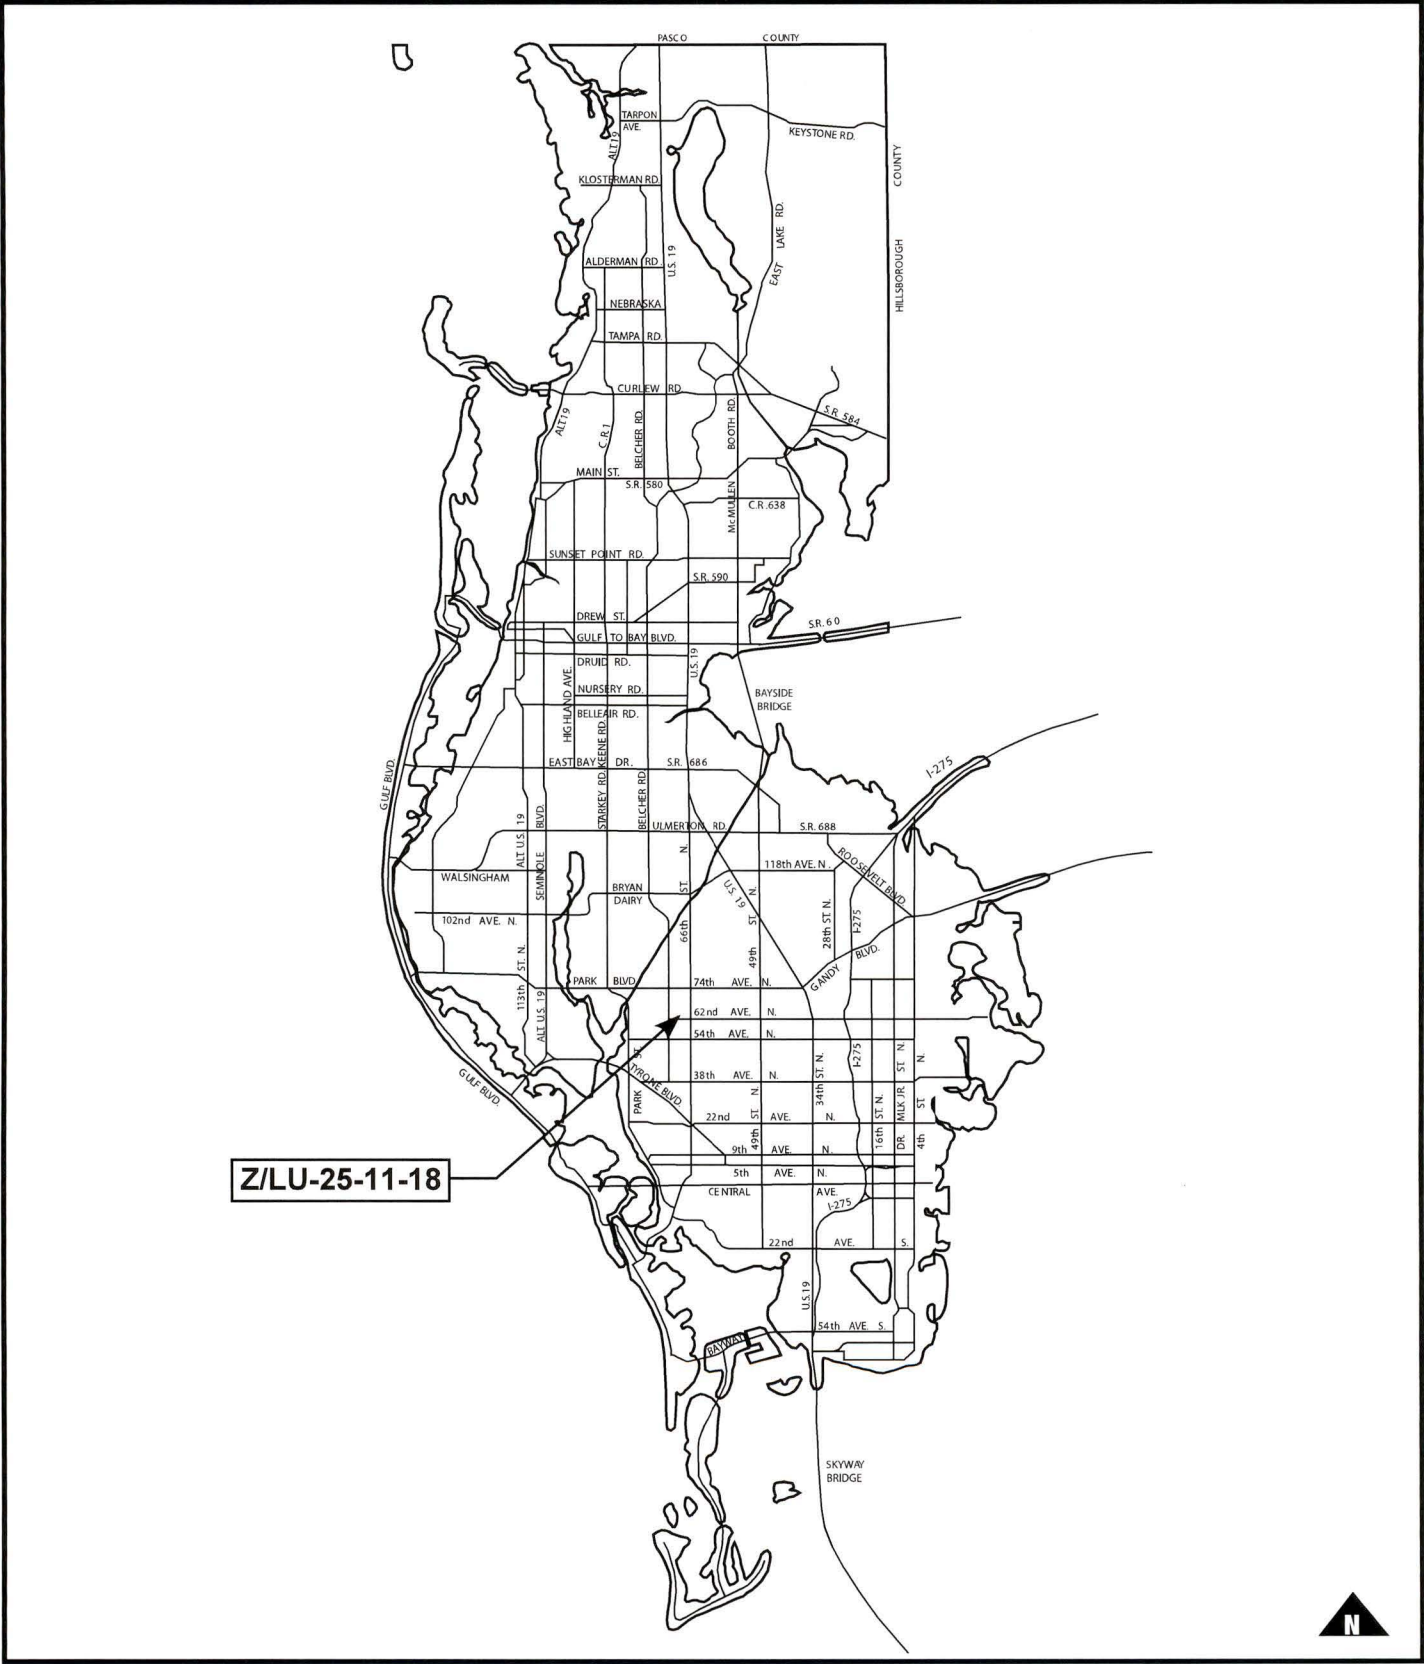 PASCO COUNTY
TARPON
AVE.
KEYSTONE RD.
ALT 19
COUNTY
KLOSTERMAN RD.
EAST LAKE RD.
HILLSBOROUGH
U.S. 19
ALDERMAN RD.
NEBRASKA
TAMPA RD.
CURLEW RD.
S.R. 584
ALT 19
C.R.1
BELCHER RD.
BOOTH RD.
MAIN ST.
S.R. 580
McMULLEN
C.R.638
SUNSET POINT RD.
S.R. 590
DREW ST.
S.R. 60
GULF TO BAY BLVD.
DRUID RD.
U.S. 19
HIGHLAND AVE.
NURSERY RD.
BAYSIDE
BRIDGE
BELLEAIR RD.
KEENE RD.
EAST BAY DR. S.R. 686
I-275
GULF BLVD.
STARKEY RD.
BELCHER RD.
ALT U.S. 19
SEMINOLE BLVD.
ULMERTON RD.
S.R. 688
118th AVE. N.
ROOSEVELT BLVD
WALSINGHAM
BRYAN
DAIRY
U.S. 19
66th ST. N.
49th ST. N.
28th ST. N.
I-275
102nd AVE. N.
GANDY BLVD.
113th ST. N.
ALT U.S. 19
PARK BLVD
74th AVE. N.
62nd AVE. N.
54th AVE. N.
PARK ST.
TYRONE BLVD.
38th AVE. N.
34th ST. N.
I-275
GULF BLVD.
22nd AVE. N.
49th ST. N.
16th ST. N.
DR. MLK JR. ST N.
4th ST N.
9th AVE. N.
5th AVE. N.
Z/LU-25-11-18
CENTRAL AVE.
I-275
22nd AVE. S.
U.S.19
54th AVE. S.
BAYWAY
SKYWAY
BRIDGE
N